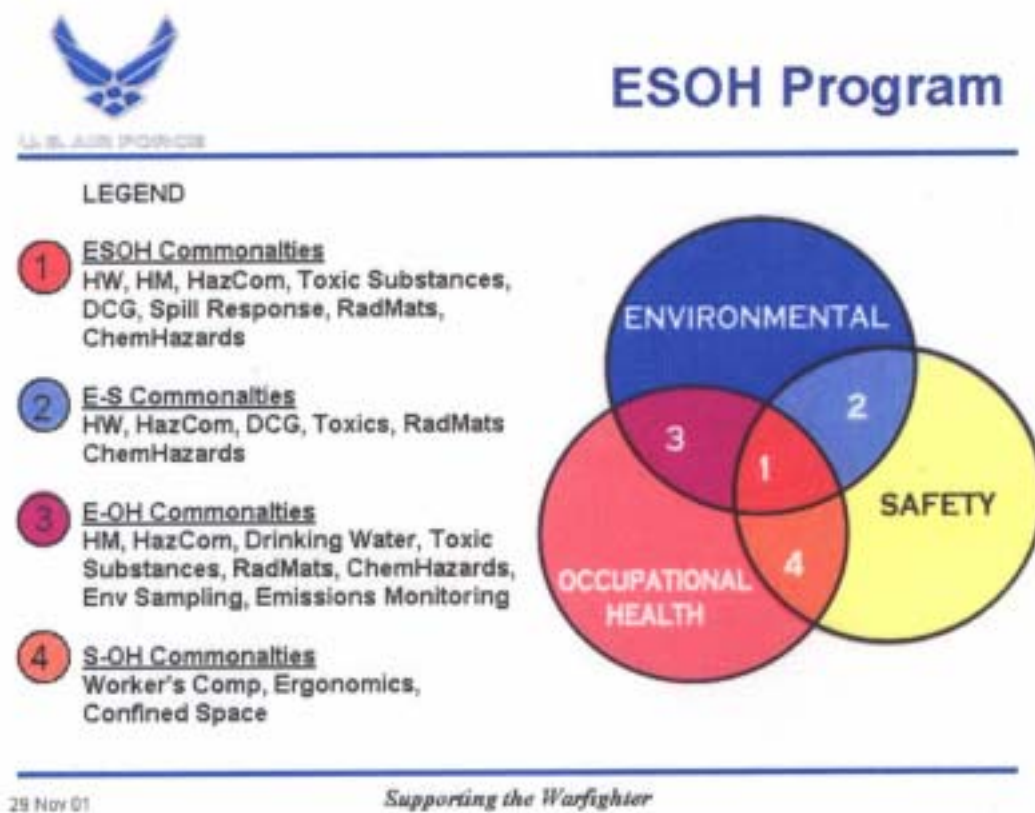 U.S. AIR FORCE
ESOH Program
LEGEND
1
ESOH Commonalties
HW, HM, HazCom, Toxic Substances,
DCG, Spill Response, RadMats,
ChemHazards
2
E-S Commonalties
HW, HazCom, DCG, Toxics, RadMats
ChemHazards
3
E-OH Commonalties
HM, HazCom, Drinking Water, Toxic
Substances, RadMats, ChemHazards,
Env Sampling, Emissions Monitoring
4
S-OH Commonalties
Worker's Comp, Ergonomics,
Confined Space
ENVIRONMENTAL
2
3
1
SAFETY
4
OCCUPATIONAL
HEALTH
29 Nov 01
Supporting the Warfighter